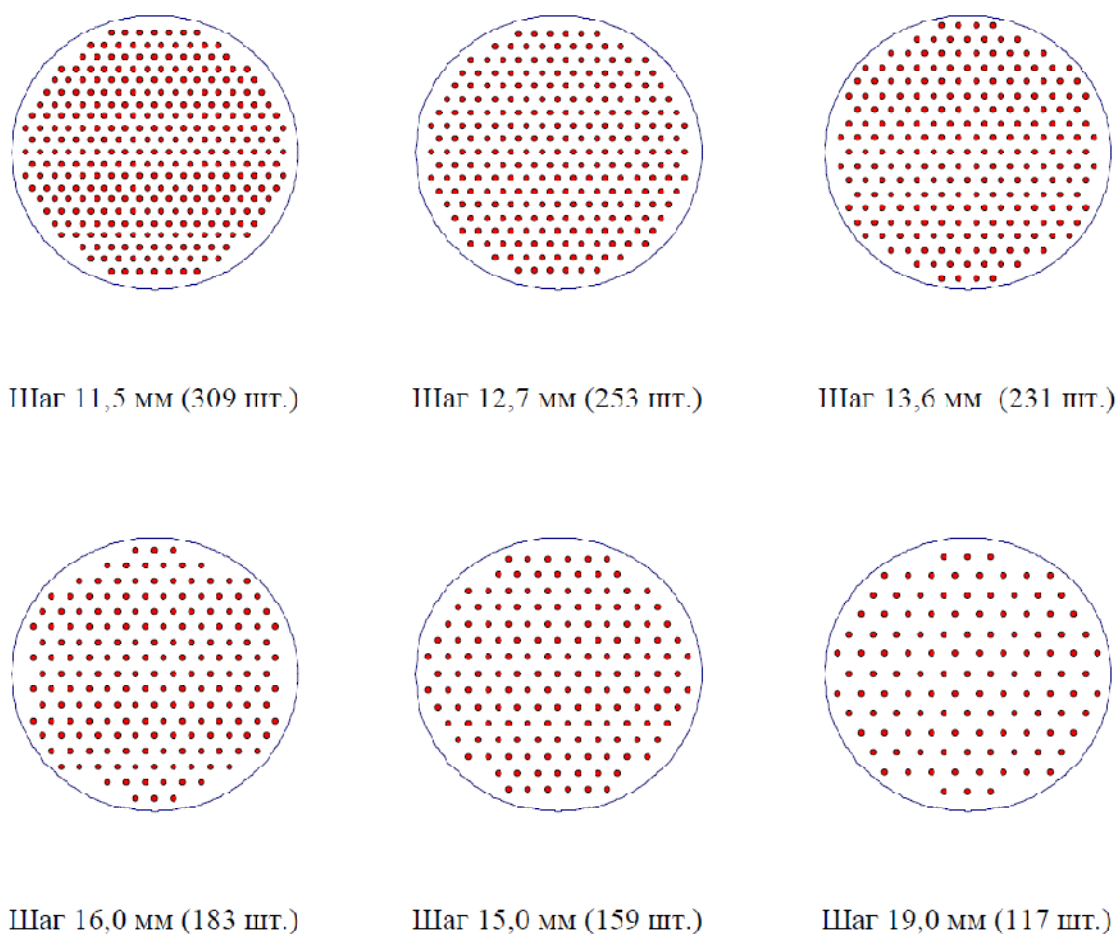 Шаг 11,5 мм (309 шт.)
Шаг 12,7 мм (253 шт.)
Шаг 13,6 мм (231 шт.)
Шаг 16,0 мм (183 шт.)
Шаг 15,0 мм (159 шт.)
Шаг 19,0 мм (117 шт.)